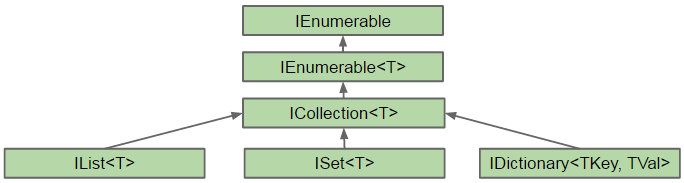 IEnumerable
IEnumerable<T>
ICollection<T>
IList<T>
ISet<T>
IDictionary<TKey, TVal>